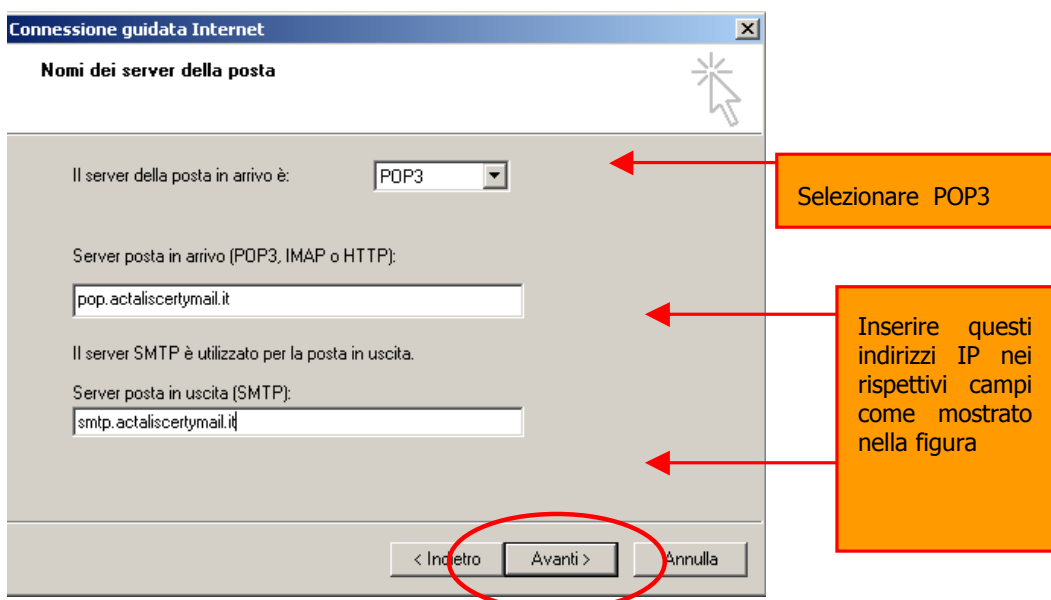 Connessione guidata Internet
Nomi dei server della posta
Il server della posta in arrivo è:
POP3
Selezionare POP3
Server posta in arrivo (POP3, IMAP o HTTP):
pop.actaliscertymail.it
Il server SMTP è utilizzato per la posta in uscita.
Server posta in uscita (SMTP):
smtp.actaliscertymail.it
Inserire questi
indirizzi IP nei
rispettivi campi
come mostrato
nella figura
< Indietro
Avanti >
Annulla